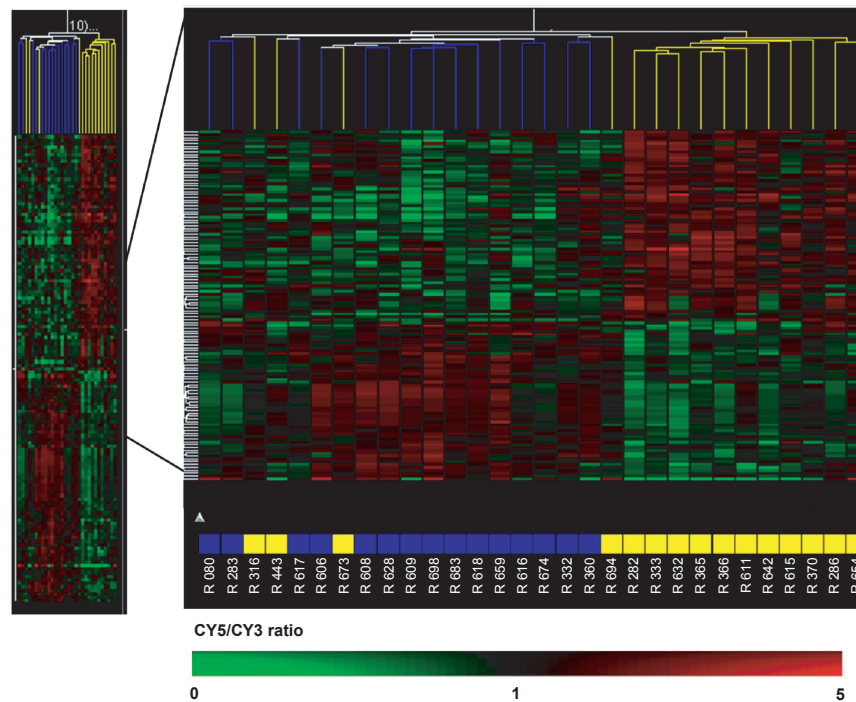 10)...
R 080
R 283
R 316
R 443
R 617
R 606
R 673
R 608
R 628
R 609
R 698
R 683
R 618
R 659
R 616
R 674
R 332
R 360
R 694
R 282
R 333
R 632
R 365
R 366
R 611
R 642
R 615
R 370
R 286
R 654
CY5/CY3 ratio
0 1 5